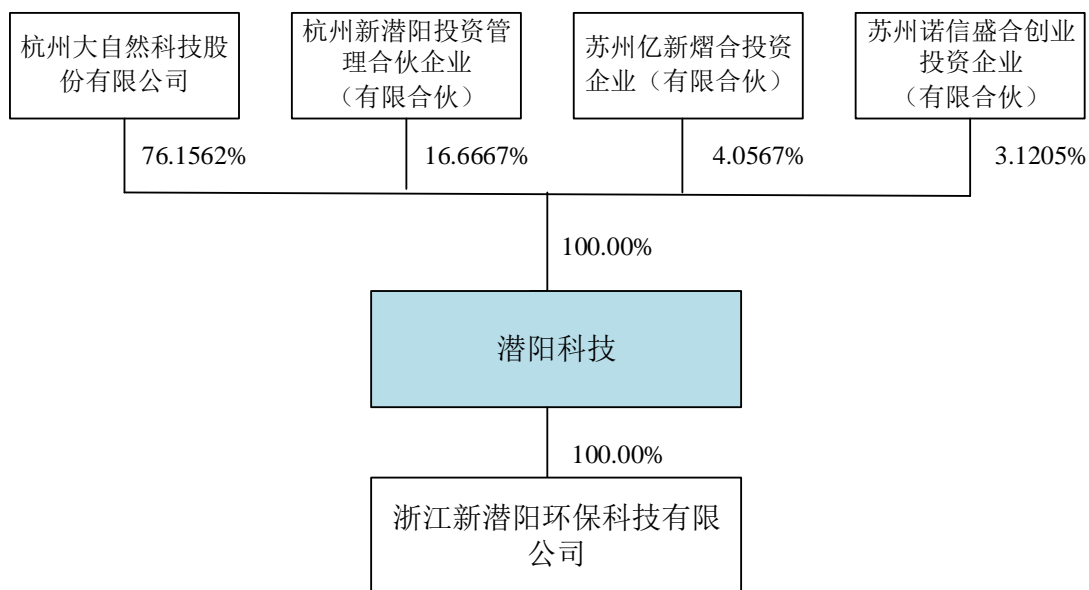 杭州大自然科技股
份有限公司
杭州新潜阳投资管
理合伙企业
（有限合伙）
苏州亿新熠合投资
企业（有限合伙）
苏州诺信盛合创业
投资企业
（有限合伙）
76.1562%
16.6667%
4.0567%
3.1205%
100.00%
潜阳科技
100.00%
浙江新潜阳环保科技有限
公司